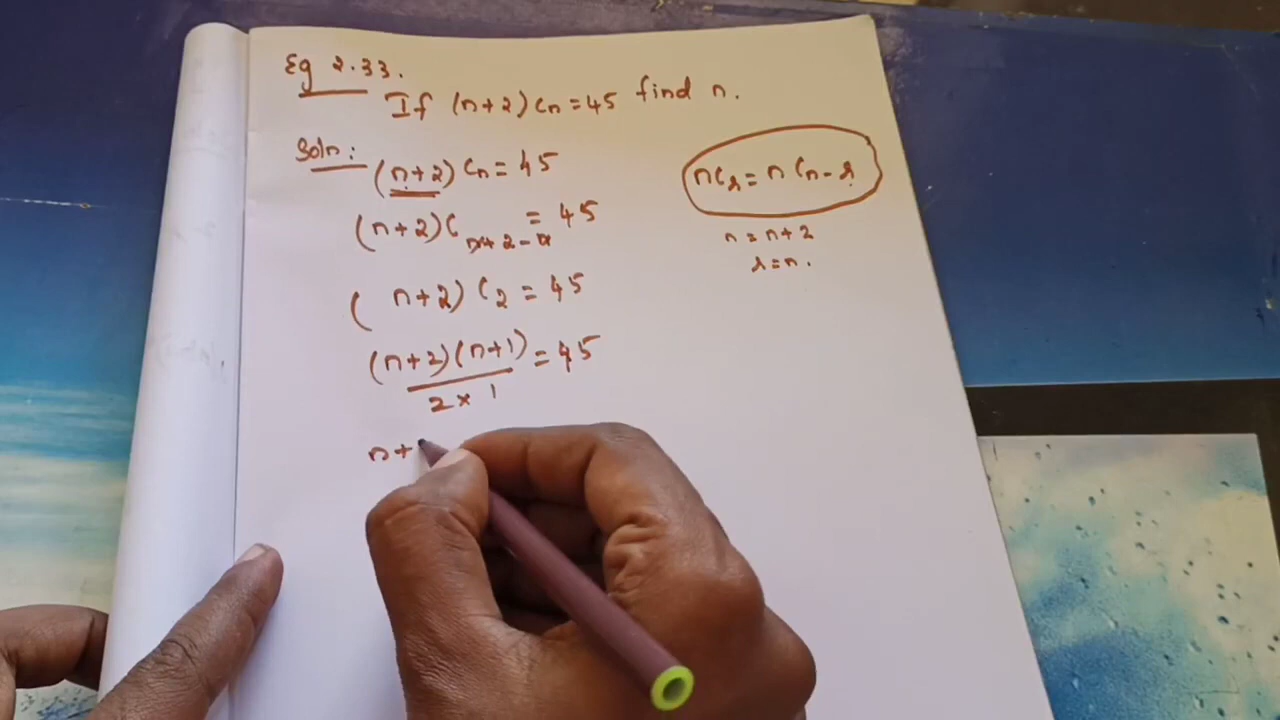 Eg 2.33.
If (n+2)Cn=45 find n.
Soln: (n+2)Cn=45
nCr=nCn-r
n=n+2
r=n.
(n+2)Cn+2-n=45
(n+2)C2=45
(n+2)(n+1)=45
2×1
n+